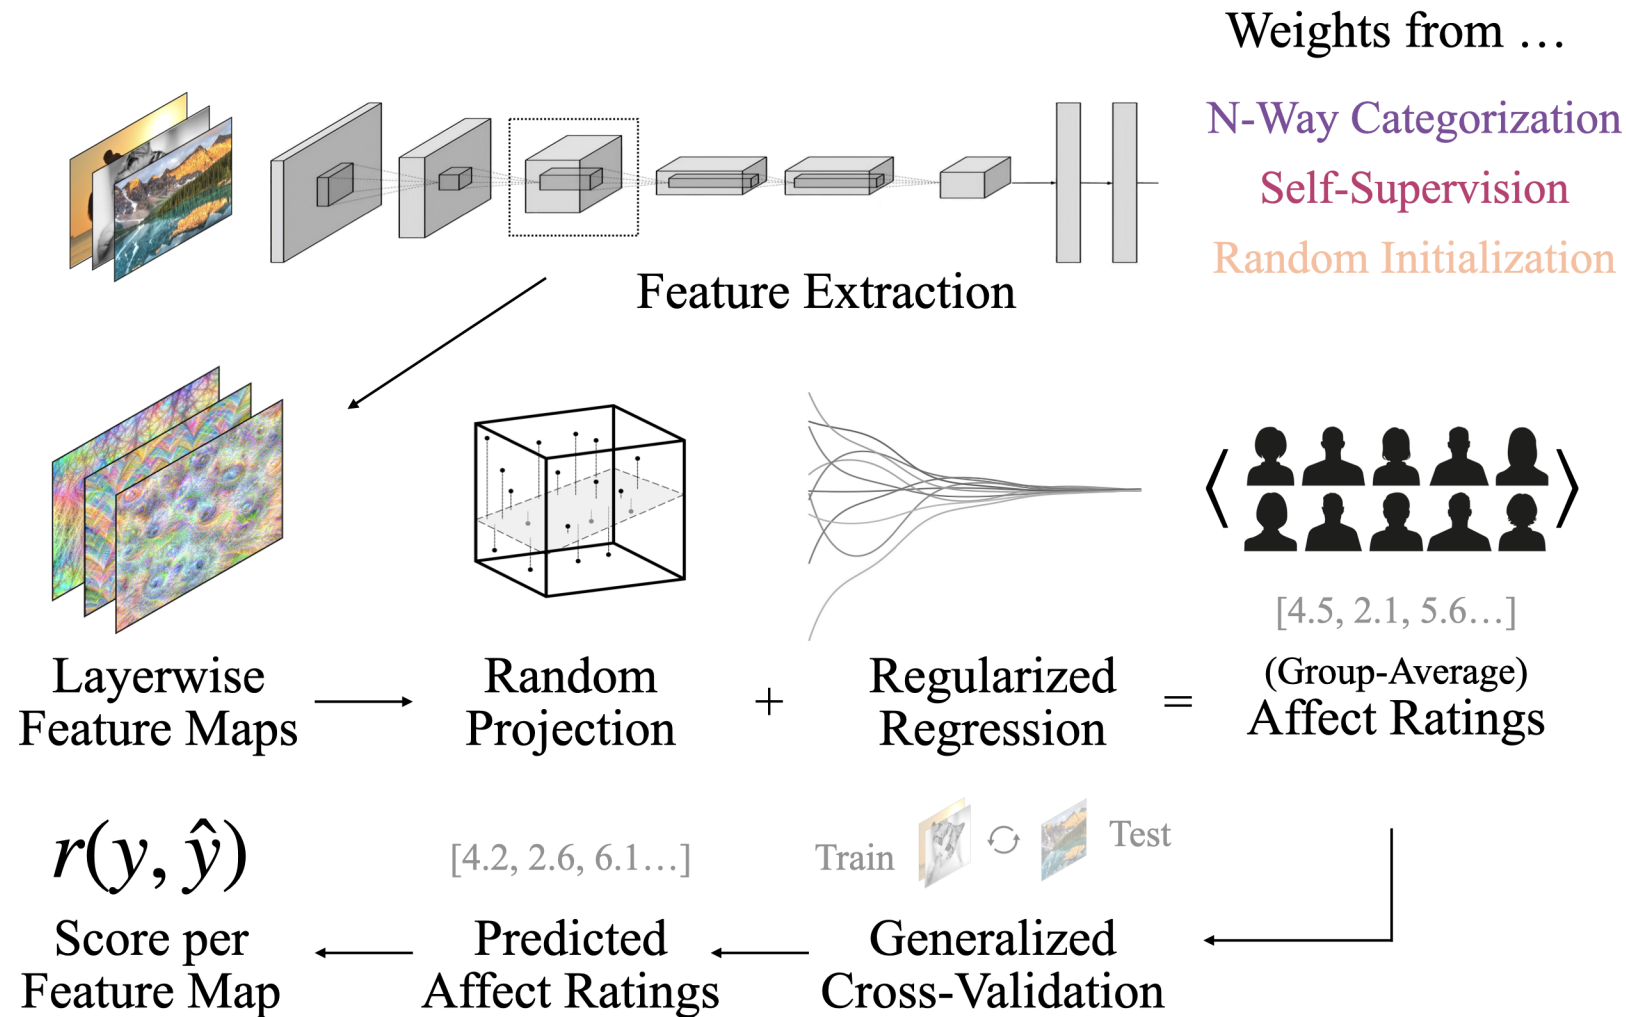 Weights from …
N-Way Categorization
Self-Supervision
Random Initialization
Feature Extraction
[4.5, 2.1, 5.6…]
Layerwise
Feature Maps
Random
Projection
+
Regularized
Regression
=
(Group-Average)
Affect Ratings
r(y, ŷ)
[4.2, 2.6, 6.1…]
Train
Test
Score per
Feature Map
Predicted
Affect Ratings
Generalized
Cross-Validation